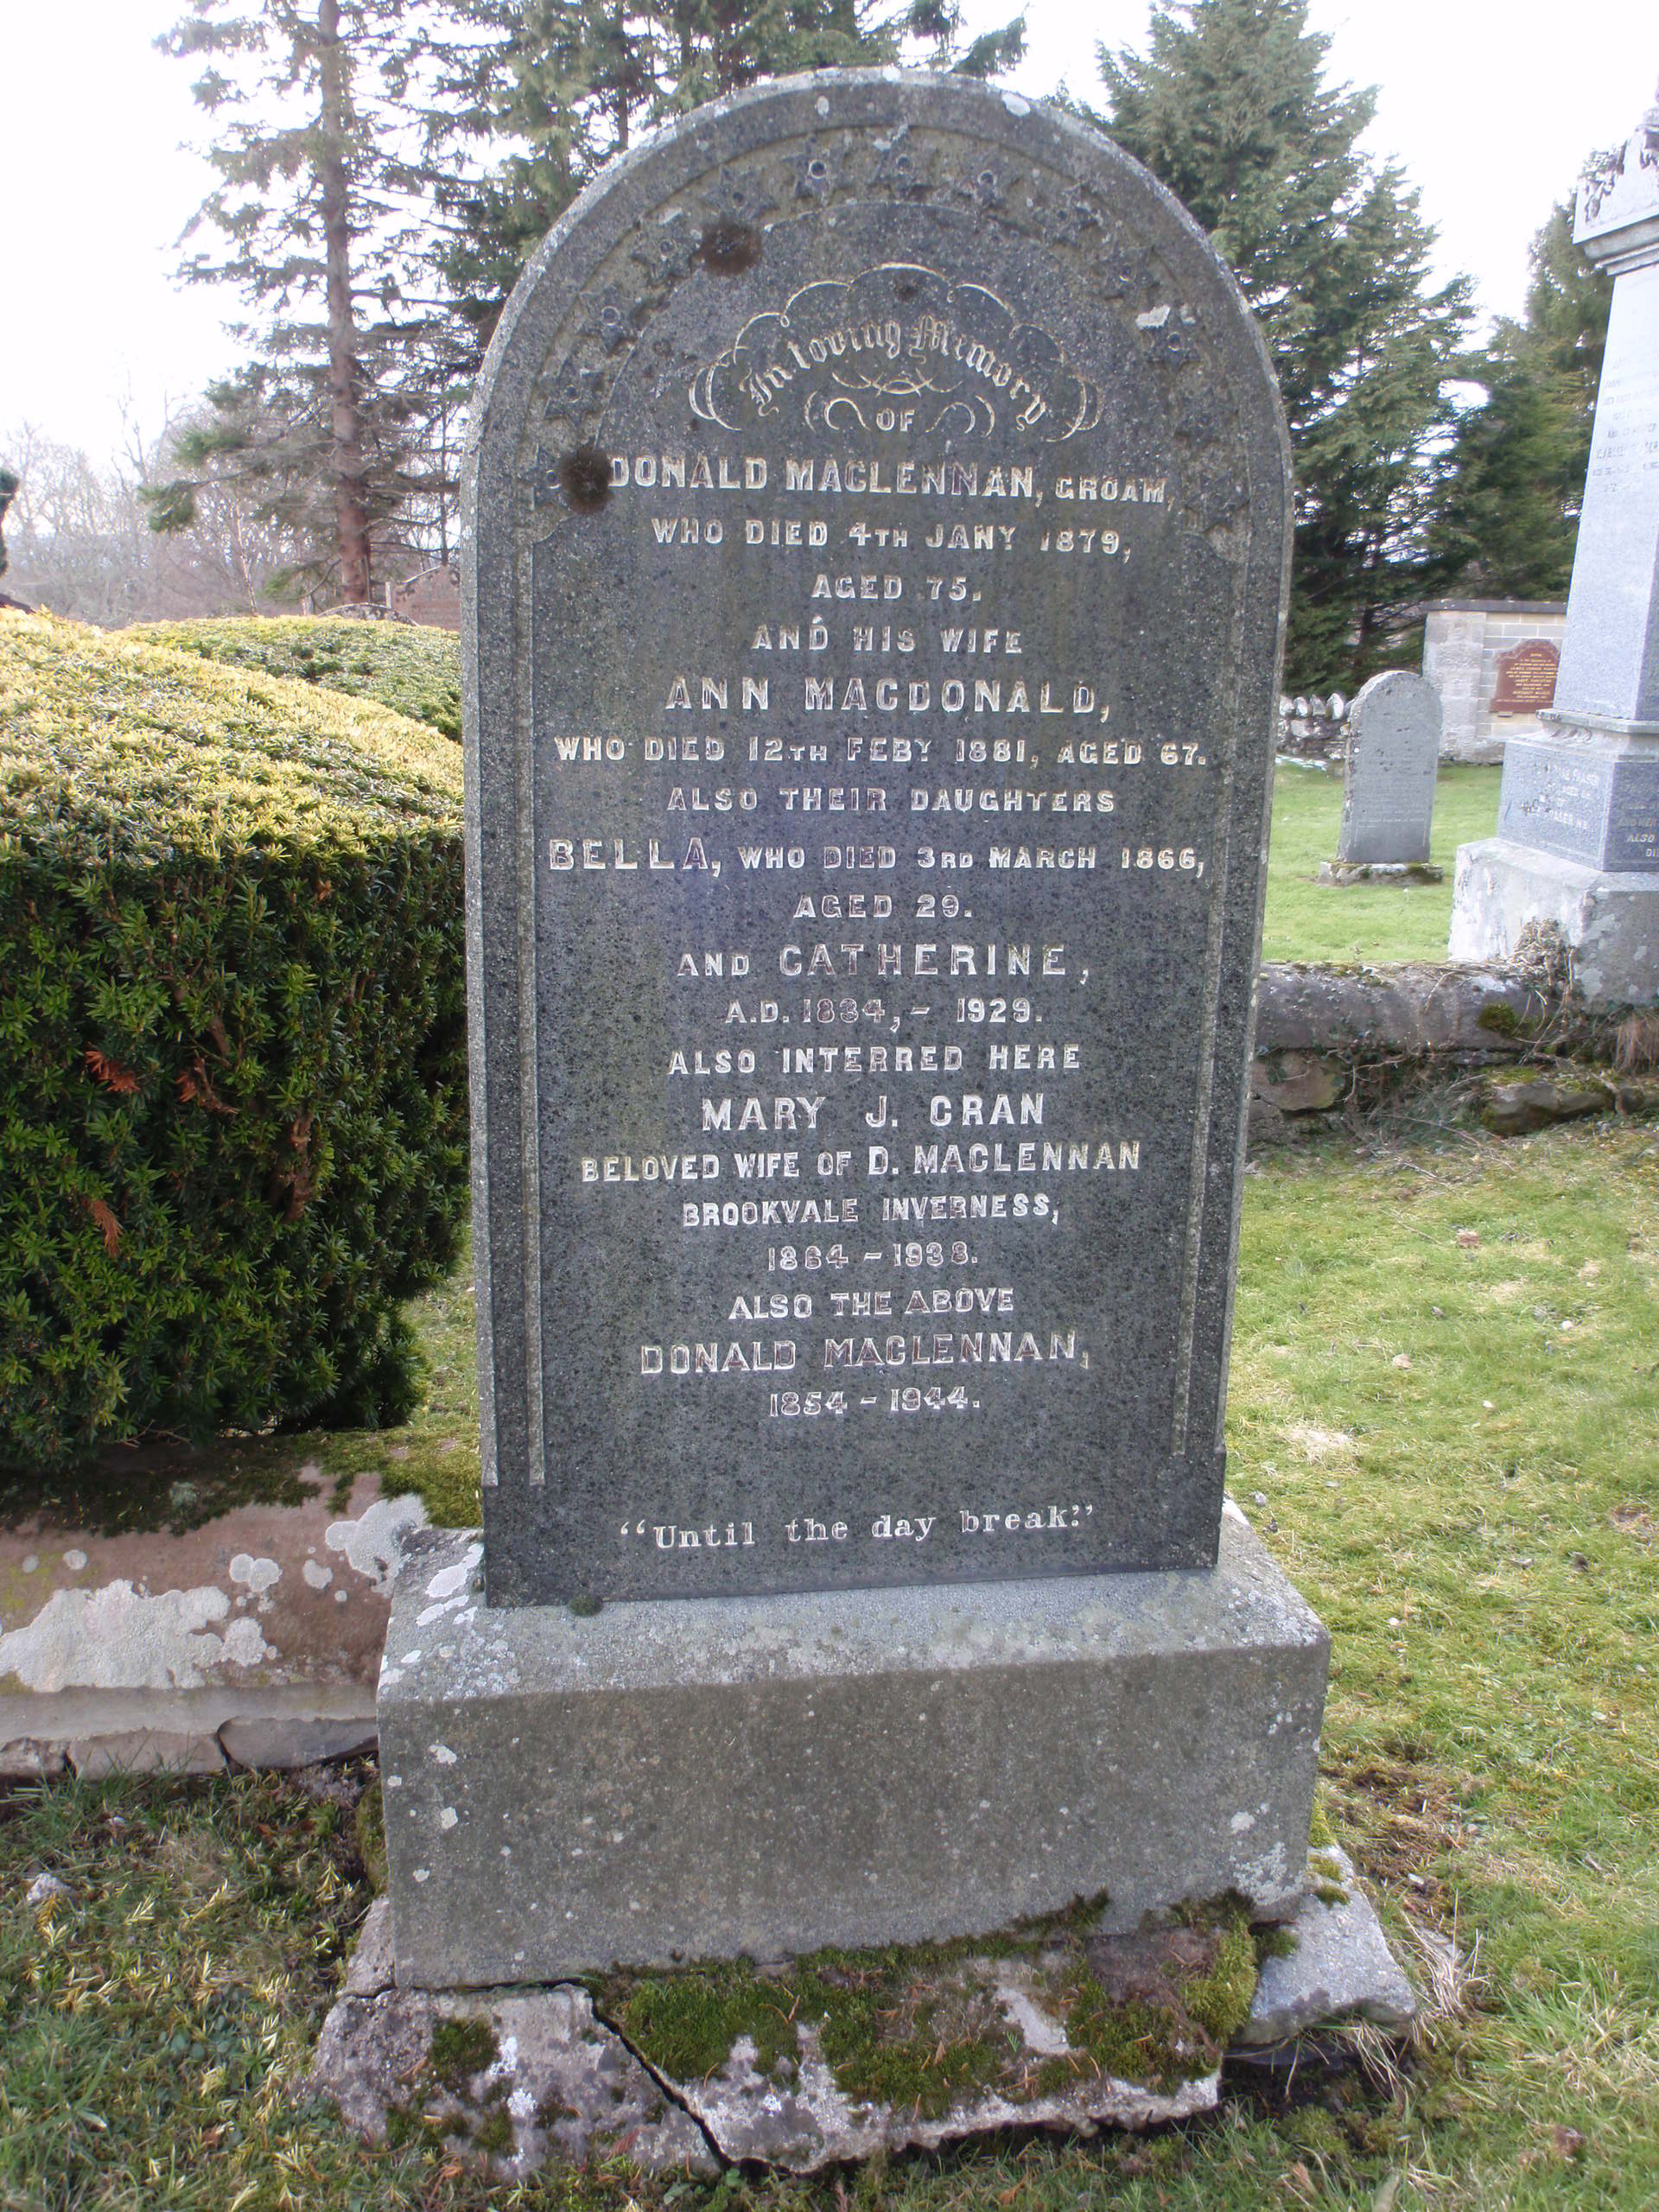 In loving Memory
OF
DONALD MACLENNAN, GROAM,
WHO DIED 4TH JANY 1879,
AGED 75.
AND HIS WIFE
ANN MACDONALD,
WHO DIED 12TH FEBY 1881, AGED 67.
ALSO THEIR DAUGHTERS
BELLA, WHO DIED 3RD MARCH 1866,
AGED 29.
AND CATHERINE,
A.D. 1834,- 1929.
ALSO INTERRED HERE
MARY J. CRAN
BELOVED WIFE OF D. MACLENNAN
BROOKVALE INVERNESS,
1864 - 1938.
ALSO THE ABOVE
DONALD MACLENNAN,
1854 - 1944.
"Until the day break."